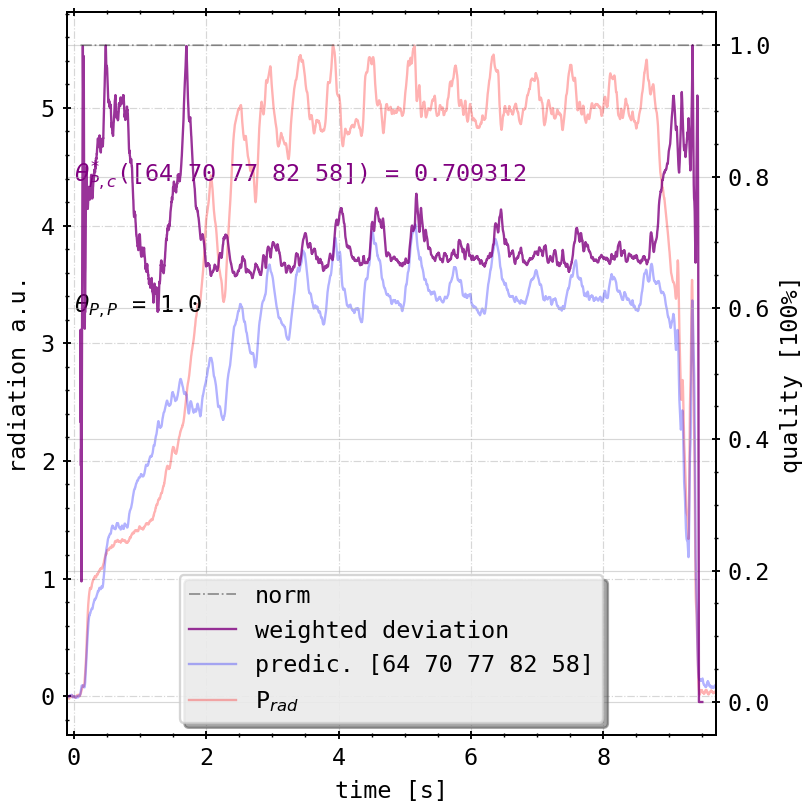 θ*P,c([64 70 77 82 58]) = 0.709312
θP,P = 1.0
radiation a.u.
5
4
3
2
1
0
1.0
0.8
0.6
0.4
0.2
0.0
quality [100%]
norm
weighted deviation
predic. [64 70 77 82 58]
Prad
0 2 4 6 8
time [s]